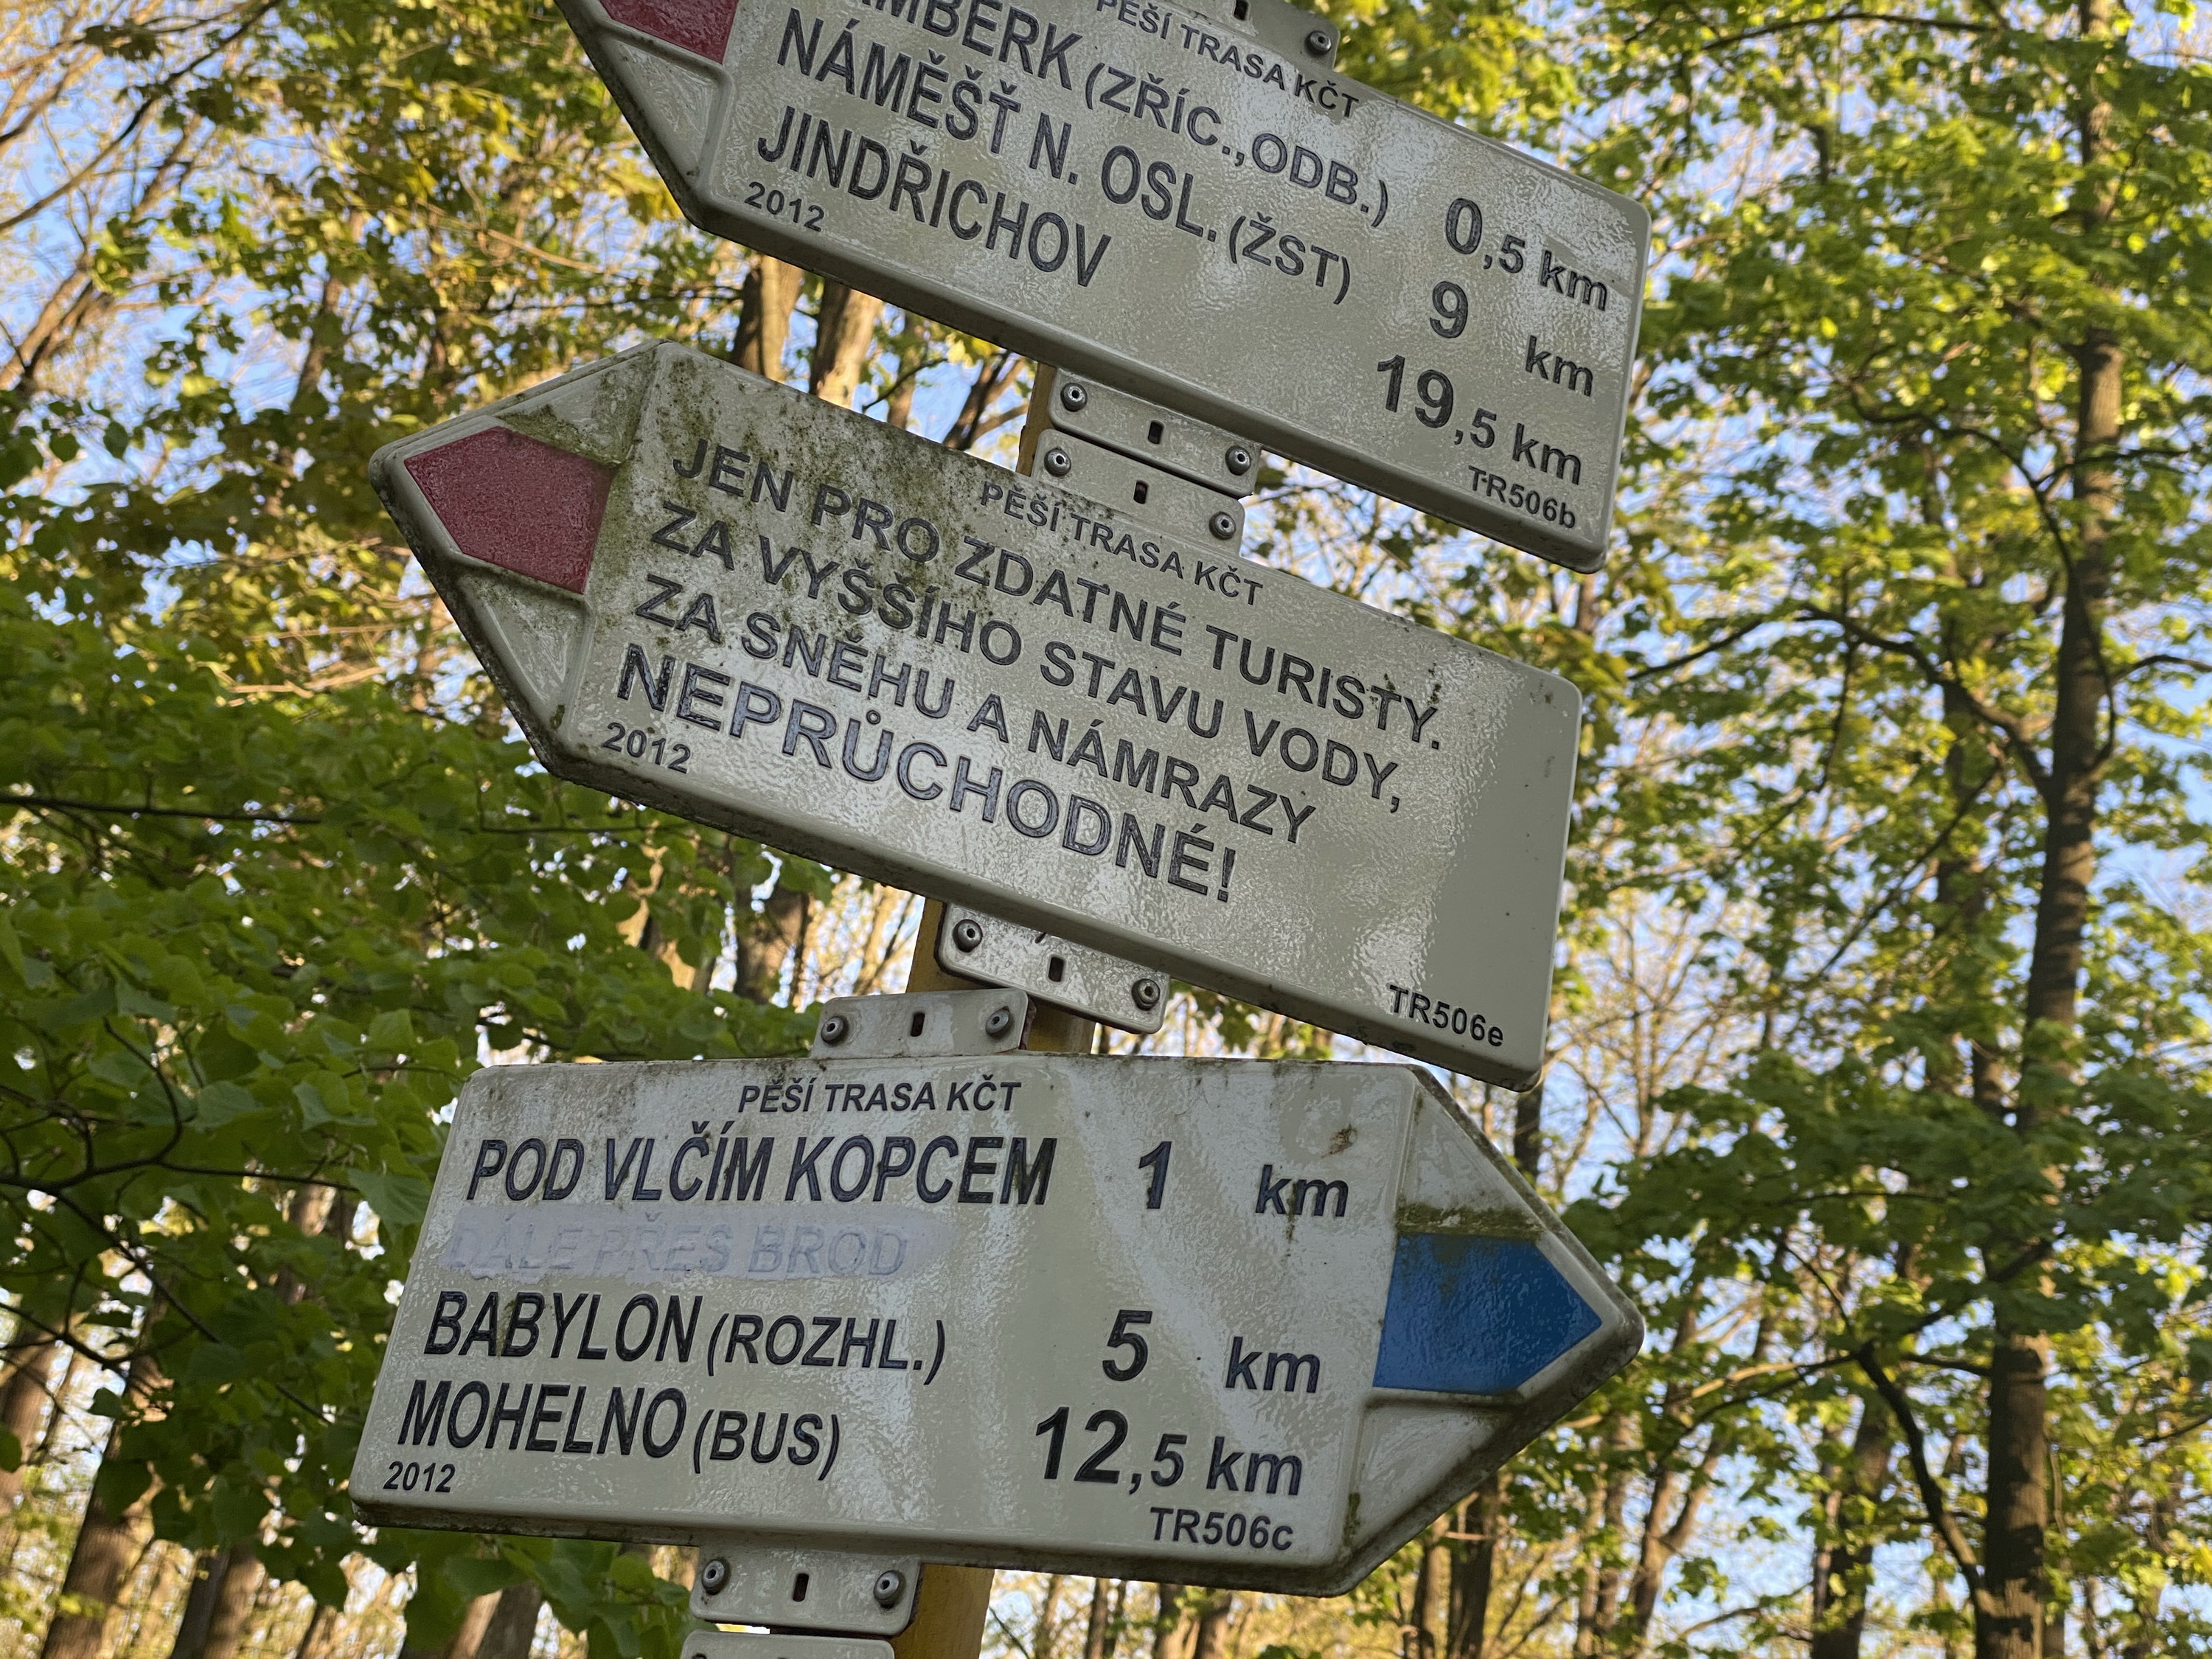 PĚŠÍ TRASA KČT
(ZŘÍC.,ODB.) 0,5 km
NÁMĚŠŤ N. OSL. (ŽST) 9 km
JINDŘICHOV 19,5 km
2012 TR506b
PĚŠÍ TRASA KČT
JEN PRO ZDATNÉ TURISTY.
ZA VYŠŠÍHO STAVU VODY,
ZA SNĚHU A NÁMRAZY
NEPRŮCHODNÉ!
2012 TR506e
PĚŠÍ TRASA KČT
POD VLČÍM KOPCEM 1 km
DÁLE PŘES BROD
BABYLON (ROZHL.) 5 km
MOHELNO (BUS) 12,5 km
2012 TR506c